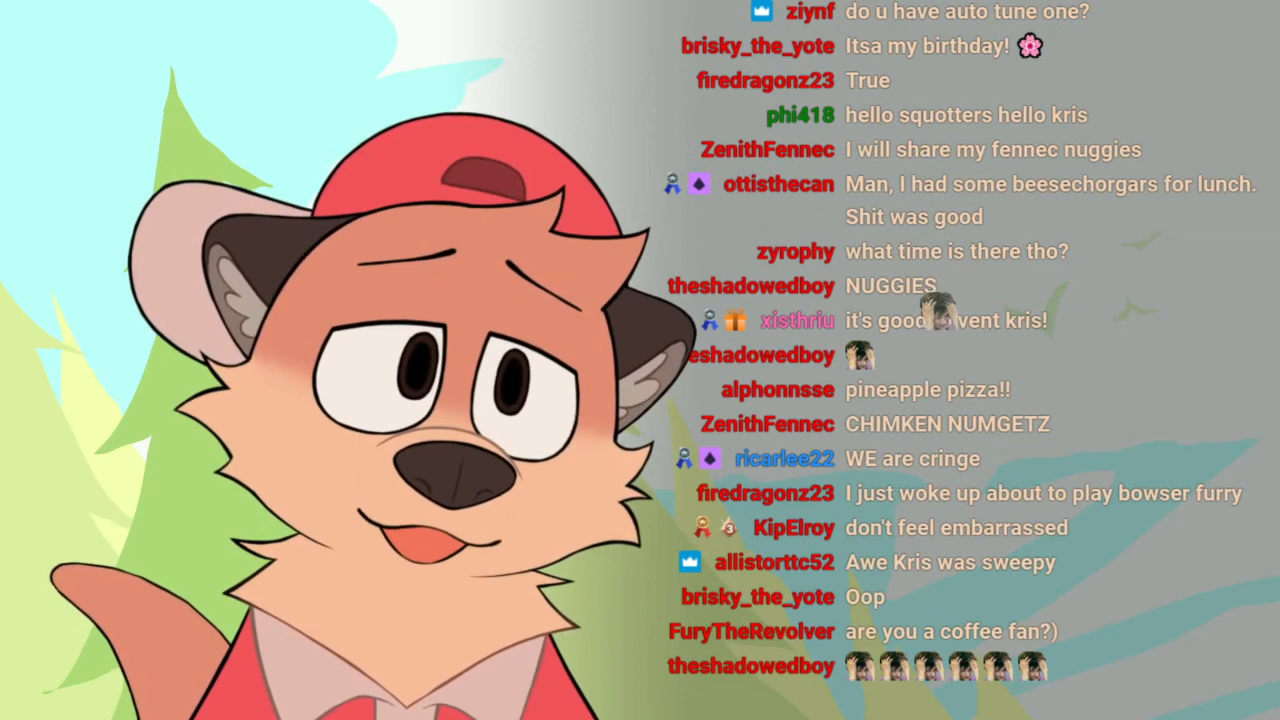 ziynf do u have auto tune one?
brisky_the_yote Itsa my birthday!
firedragonz23 True
phi418 hello squotters hello kris
ZenithFennec I will share my fennec nuggies
ottisthecan Man, I had some beesechorgars for lunch.
Shit was good
zyrophy what time is there tho?
theshadowedboy NUGGIES
xisthriu it's good vent kris!
eshadowedboy
alphonnsse pineapple pizza!!
ZenithFennec CHIMKEN NUMGETZ
ricarlee22 WE are cringe
firedragonz23 I just woke up about to play bowser furry
3 KipElroy don't feel embarrassed
allistorttc52 Awe Kris was sweepy
brisky_the_yote Oop
FuryTheRevolver are you a coffee fan?)
theshadowedboy